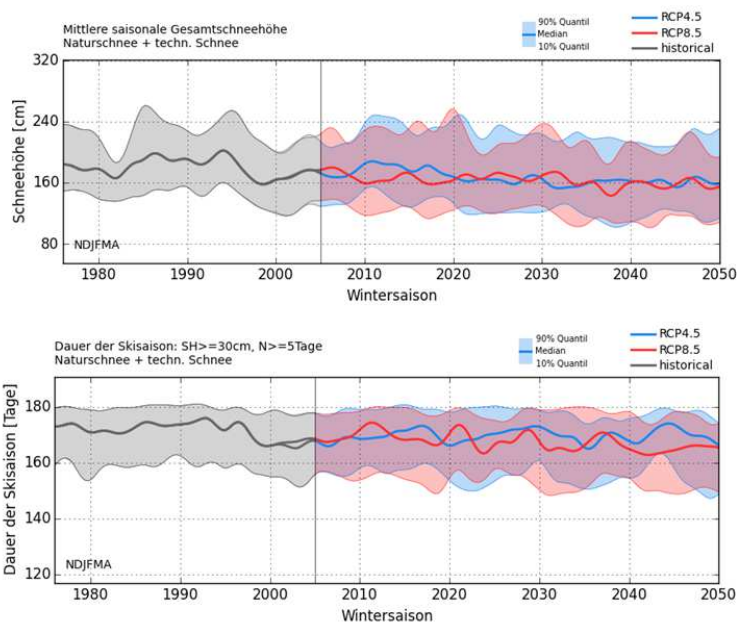 Mittlere saisonale Gesamtschneehöhe
Naturschnee + techn. Schnee
90% Quantil
Median
10% Quantil
RCP4.5
RCP8.5
historical
320
240
160
80
Schneehöhe [cm]
NDJFMA
1980 1990 2000 2010 2020 2030 2040 2050
Wintersaison
Dauer der Skisaison: SH>=30cm, N>=5Tage
Naturschnee + techn. Schnee
90% Quantil
Median
10% Quantil
RCP4.5
RCP8.5
historical
180
160
140
120
Dauer der Skisaison [Tage]
NDJFMA
1980 1990 2000 2010 2020 2030 2040 2050
Wintersaison